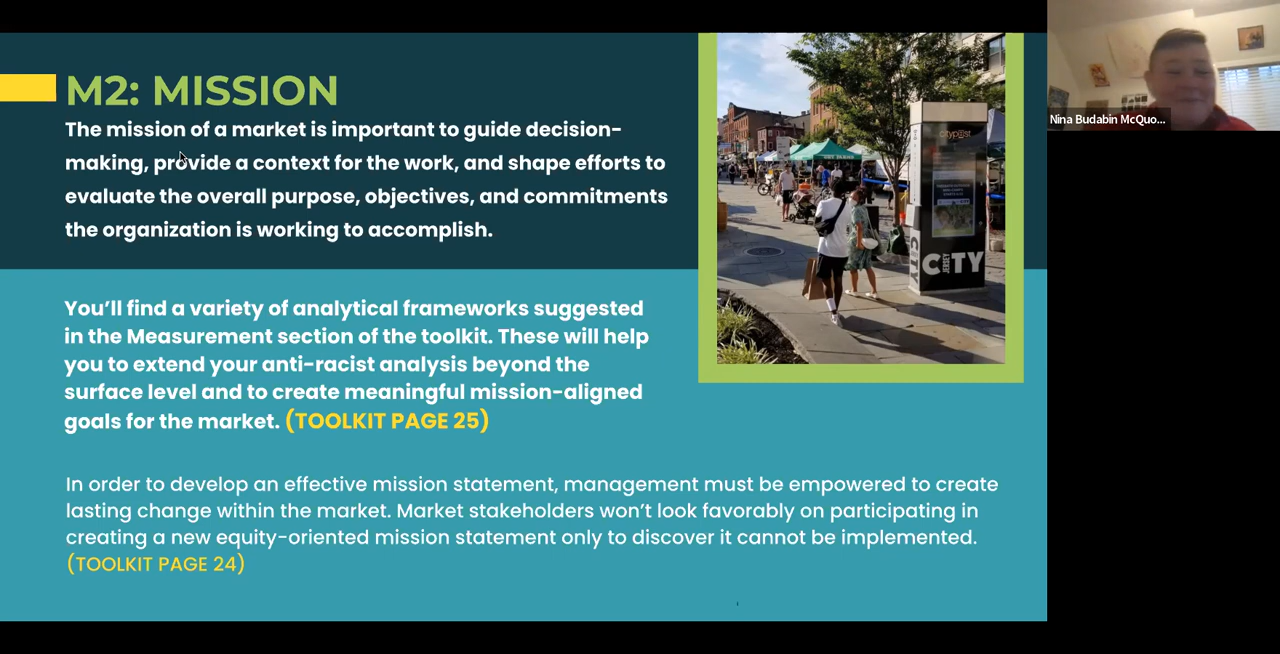 M2: MISSION
The mission of a market is important to guide decision-
making, provide a context for the work, and shape efforts to
evaluate the overall purpose, objectives, and commitments
the organization is working to accomplish.
You'll find a variety of analytical frameworks suggested
in the Measurement section of the toolkit. These will help
you to extend your anti-racist analysis beyond the
surface level and to create meaningful mission-aligned
goals for the market. (TOOLKIT PAGE 25)
In order to develop an effective mission statement, management must be empowered to create
lasting change within the market. Market stakeholders won't look favorably on participating in
creating a new equity-oriented mission statement only to discover it cannot be implemented.
(TOOLKIT PAGE 24)
citypost
JERSEY
CITY
CITY
Nina Budabin McQuo...